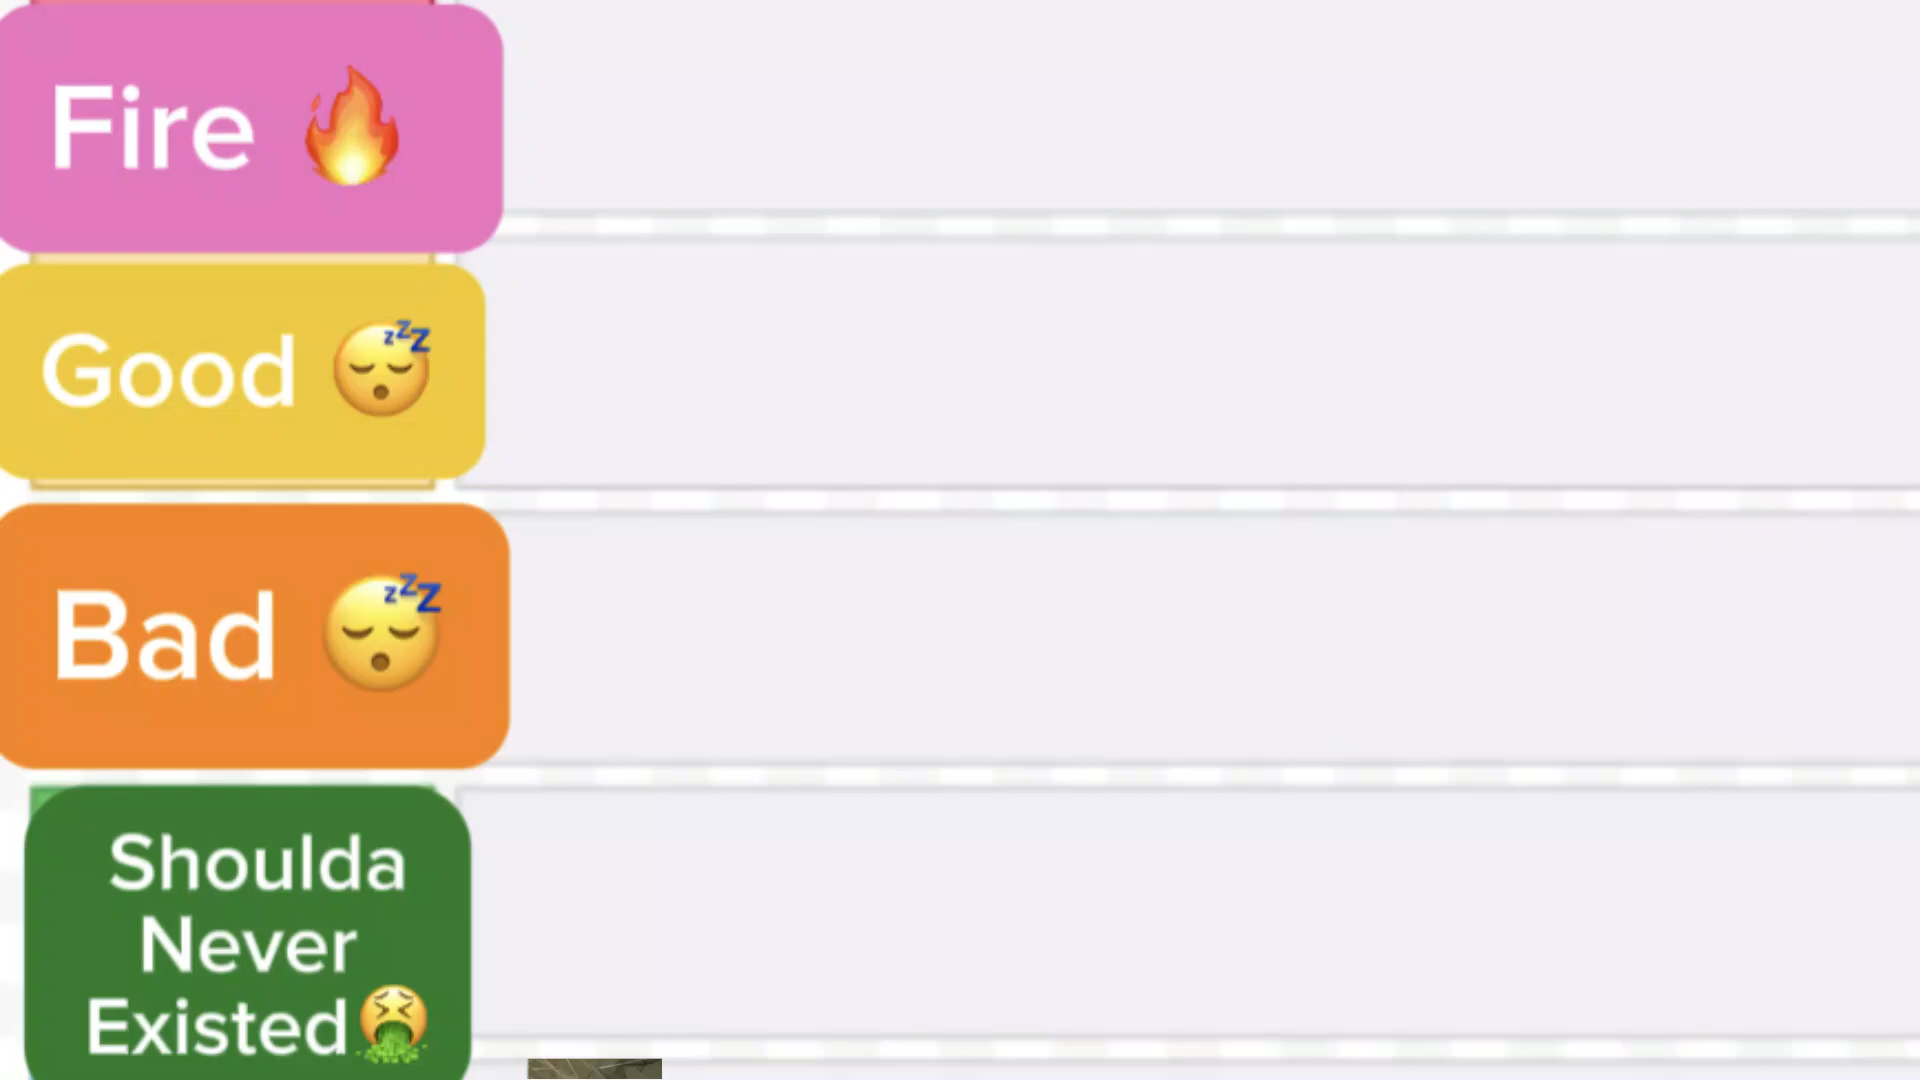 Fire 🔥
Good 😴
Bad 😴
Shoulda
Never
Existed🤮